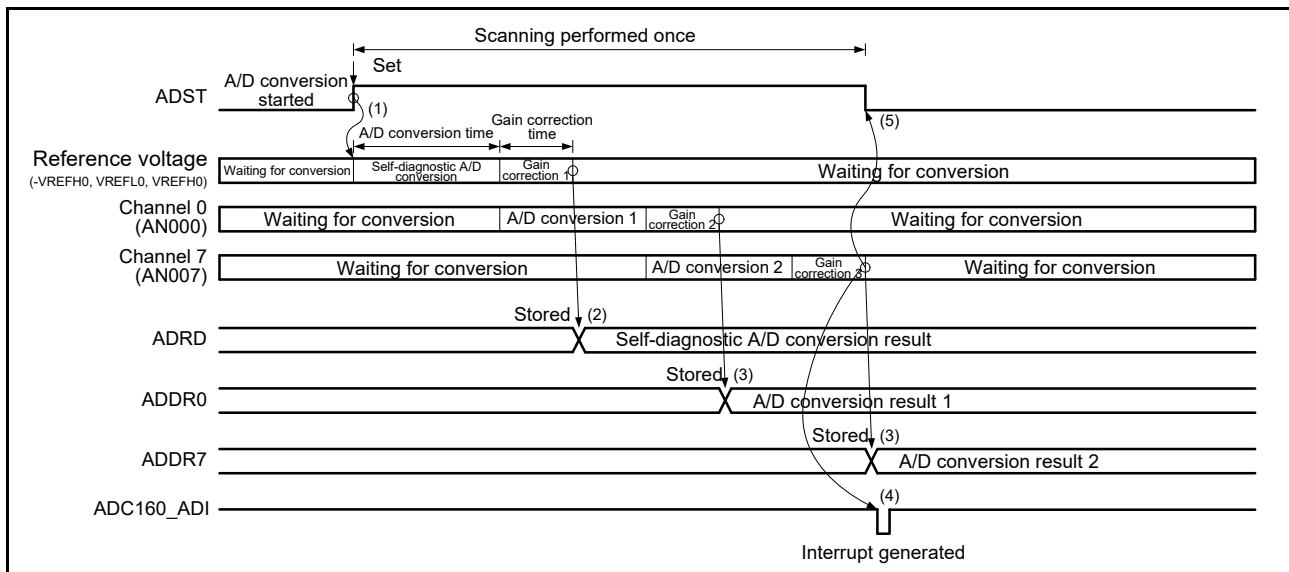 Scanning performed once
Set
A/D conversion
started
ADST
(1)
(5)
A/D conversion time
Gain correction
time
Reference voltage
(-VREFH0, VREFL0, VREFH0)
Waiting for conversion
Self-diagnostic A/D
conversion
Gain
correction 1
Waiting for conversion
Channel 0
(AN000)
Waiting for conversion
A/D conversion 1
Gain
correction 2
Waiting for conversion
Channel 7
(AN007)
Waiting for conversion
A/D conversion 2
Gain
correction 3
Waiting for conversion
Stored (2)
ADRD
Self-diagnostic A/D conversion result
Stored (3)
ADDR0
A/D conversion result 1
Stored (3)
ADDR7
A/D conversion result 2
ADC160_ADI
(4)
Interrupt generated